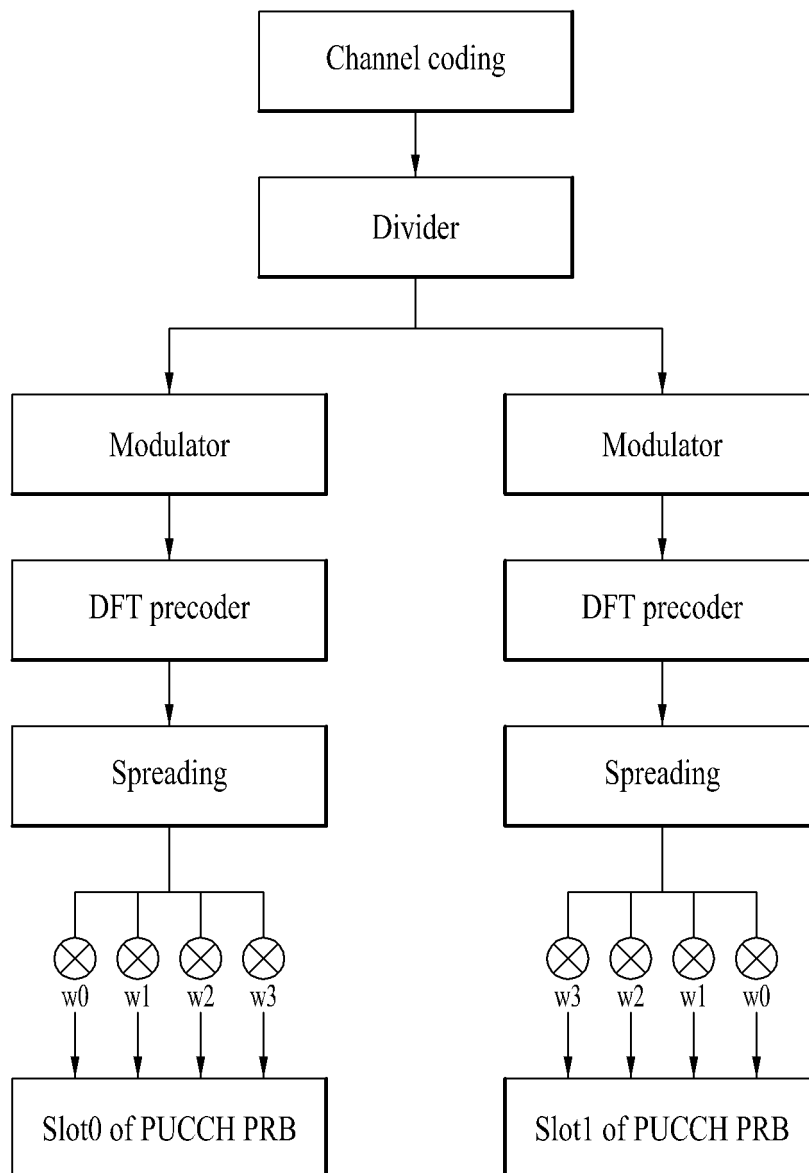 Channel coding
Divider
Modulator
Modulator
DFT precoder
DFT precoder
Spreading
Spreading
w0 w1 w2 w3
w3 w2 w1 w0
Slot0 of PUCCH PRB
Slot1 of PUCCH PRB